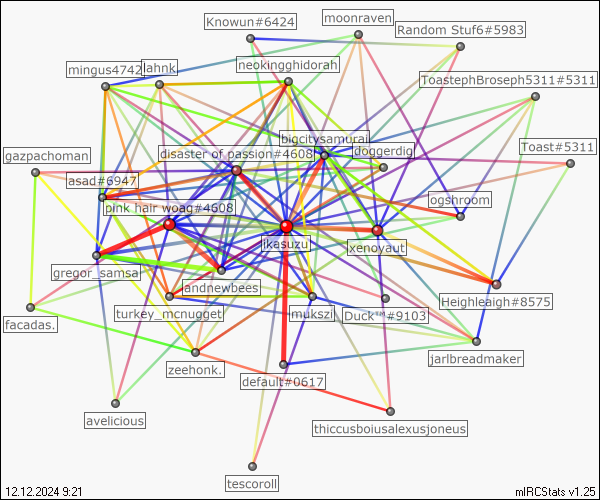 Knowun#6424
moonraven
Random Stuf6#5983
mingus4742
lahnk
neokingghidorah
ToastephBroseph5311#5311
bigcitysamurai
gazpachoman
disaster of passion#4608
doggerdig
Toast#5311
asad#6947
ogshroom
pink hair woag#4608
ikasuzu
xenoyaut
gregor_samsa
andnewbees
Heighleaigh#8575
facadas.
turkey_mcnugget
mukszi
Duck™#9103
zeehonk.
default#0617
jarlbreadmaker
avelicious
thiccusboiusalexusjoneus
tescoroll
12.12.2024 9:21
mIRCStats v1.25